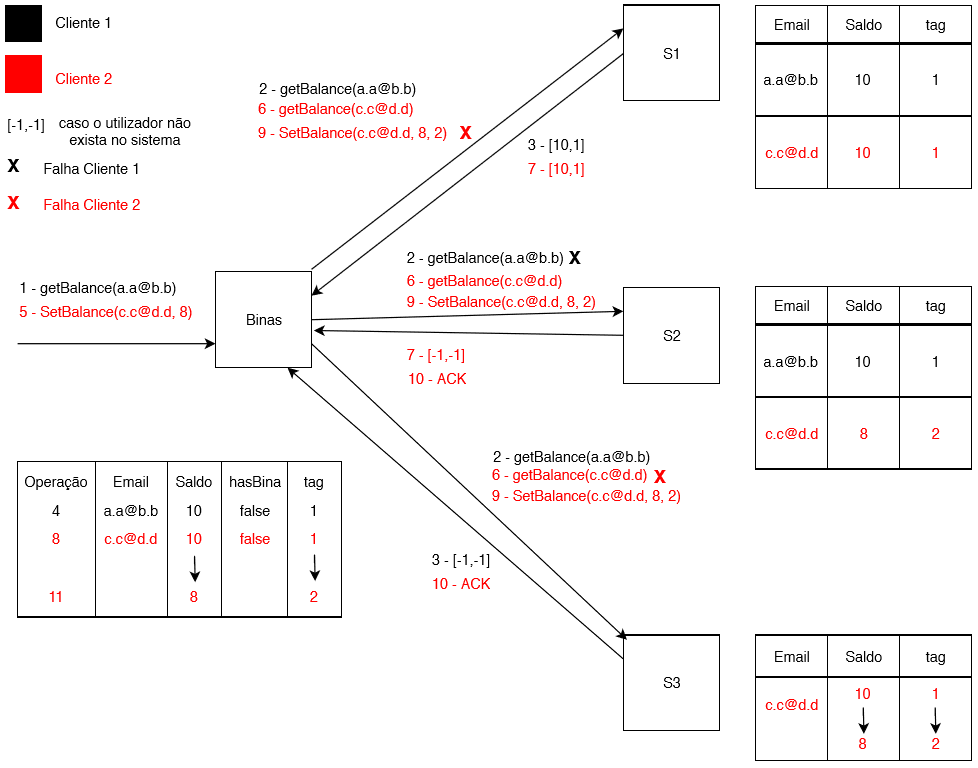 Cliente 1
Cliente 2
[-1,-1] caso o utilizador não
existа no sistema
X Falha Cliente 1
X Falha Cliente 2
2 - getBalance(a.a@b.b)
6 - getBalance(c.c@d.d)
9 - SetBalance(c.c@d.d, 8, 2) X
3 - [10,1]
7 - [10,1]
S1
Email Saldo tag
a.a@b.b 10 1
c.c@d.d 10 1
1 - getBalance(a.a@b.b)
5 - SetBalance(c.c@d.d, 8)
Binas
2 - getBalance(a.a@b.b) X
6 - getBalance(c.c@d.d)
9 - SetBalance(c.c@d.d, 8, 2)
7 - [-1,-1]
10 - ACK
S2
Email Saldo tag
a.a@b.b 10 1
c.c@d.d 8 2
Operação Email Saldo hasBina tag
4 a.a@b.b 10 false 1
8 c.c@d.d 10 false 1
11 8 2
2 - getBalance(a.a@b.b)
6 - getBalance(c.c@d.d) X
9 - SetBalance(c.c@d.d, 8, 2)
3 - [-1,-1]
10 - ACK
S3
Email Saldo tag
c.c@d.d 10 1
8 2